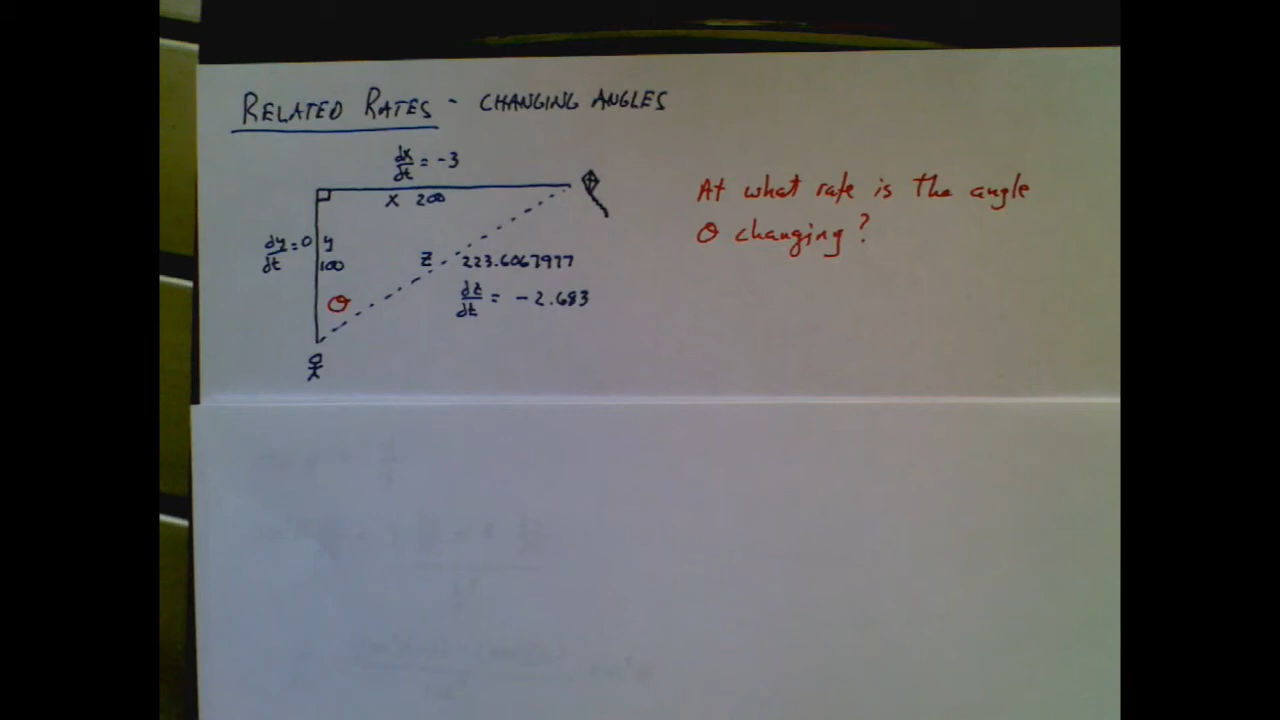 RELATED RATES - CHANGING ANGLES
dx/dt = -3
x 200
dy/dt = 0
y
100
θ
z 223.6067977
dz/dt = -2.683
At what rate is the angle
θ changing?